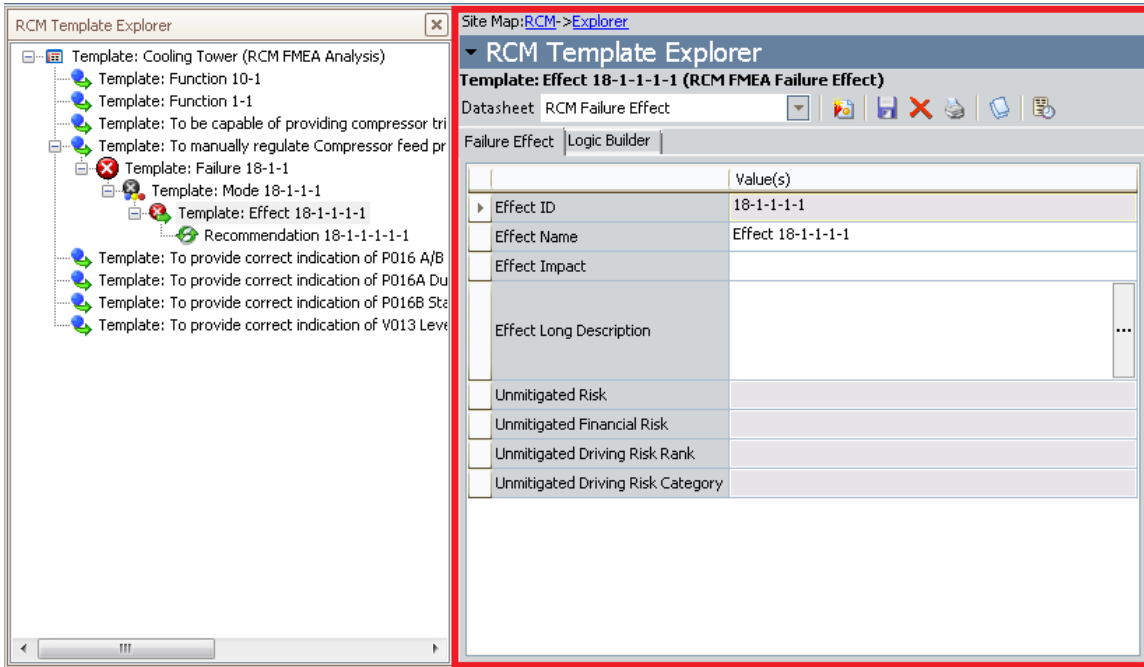 RCM Template Explorer
Template: Cooling Tower (RCM FMEA Analysis)
Template: Function 10-1
Template: Function 1-1
Template: To be capable of providing compressor tri
Template: To manually regulate Compressor feed pr
Template: Failure 18-1-1
Template: Mode 18-1-1-1
Template: Effect 18-1-1-1-1
Recommendation 18-1-1-1-1-1
Template: To provide correct indication of P016 A/B
Template: To provide correct indication of P016A Du
Template: To provide correct indication of P016B Sta
Template: To provide correct indication of V013 Leve
Site Map:RCM->Explorer
RCM Template Explorer
Template: Effect 18-1-1-1-1 (RCM FMEA Failure Effect)
Datasheet RCM Failure Effect
Failure Effect Logic Builder
Value(s)
Effect ID 18-1-1-1-1
Effect Name Effect 18-1-1-1-1
Effect Impact
Effect Long Description ...
Unmitigated Risk
Unmitigated Financial Risk
Unmitigated Driving Risk Rank
Unmitigated Driving Risk Category